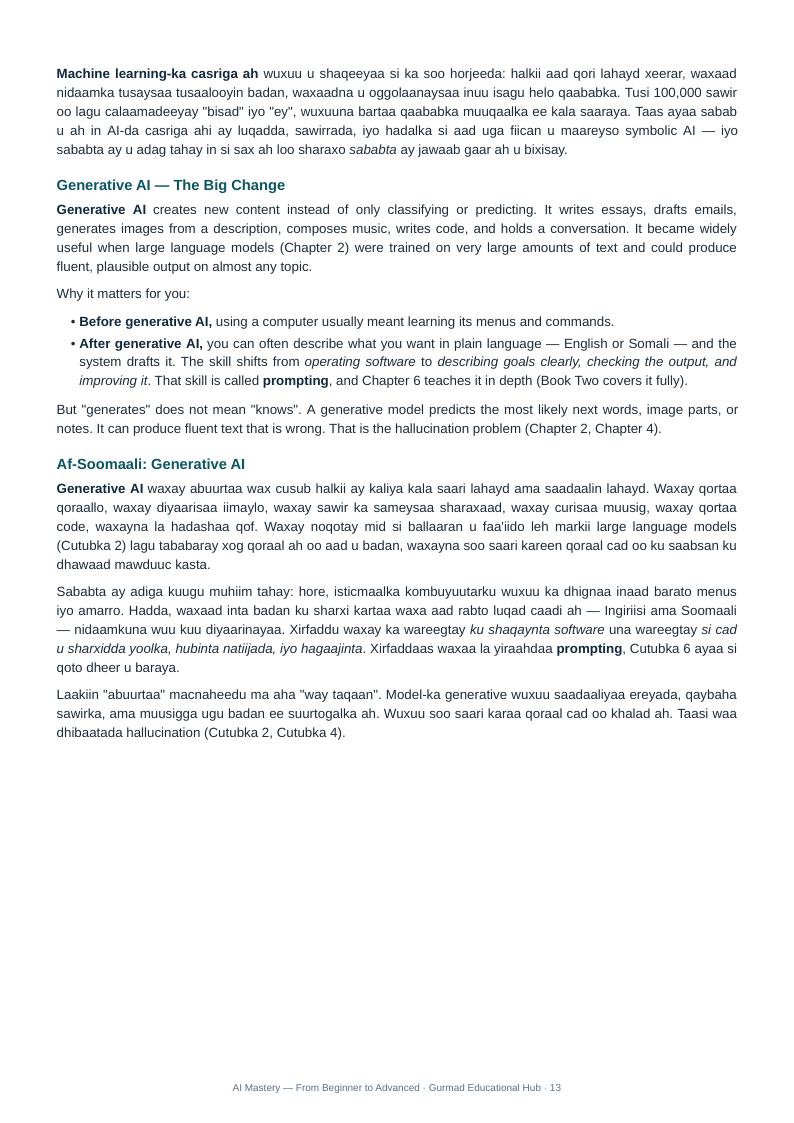 Machine learning-ka casriga ah wuxuu u shaqeeyaa si ka soo horjeeda: halkii aad qori lahayd xeerar, waxaad
nidaamka tusaysaa tusaalooyin badan, waxaadna u oggolaanaysaa inuu isagu helo qaababka. Tusi 100,000 sawir
oo lagu calaamadeeyay "bisad" iyo "ey", wuxuuna bartaa qaababka muuqaalka ee kala saaraya. Taas ayaa sabab
u ah in AI-da casriga ahi ay luqadda, sawirrada, iyo hadalka si aad uga fiican u maareyso symbolic AI — iyo
sababta ay u adag tahay in si sax ah loo sharaxo sababta ay jawaab gaar ah u bixisay.
Generative AI — The Big Change
Generative AI creates new content instead of only classifying or predicting. It writes essays, drafts emails,
generates images from a description, composes music, writes code, and holds a conversation. It became widely
useful when large language models (Chapter 2) were trained on very large amounts of text and could produce
fluent, plausible output on almost any topic.
Why it matters for you:
• Before generative AI, using a computer usually meant learning its menus and commands.
• After generative AI, you can often describe what you want in plain language — English or Somali — and the
system drafts it. The skill shifts from operating software to describing goals clearly, checking the output, and
improving it. That skill is called prompting, and Chapter 6 teaches it in depth (Book Two covers it fully).
But "generates" does not mean "knows". A generative model predicts the most likely next words, image parts, or
notes. It can produce fluent text that is wrong. That is the hallucination problem (Chapter 2, Chapter 4).
Af-Soomaali: Generative AI
Generative AI waxay abuurtaa wax cusub halkii ay kaliya kala saari lahayd ama saadaalin lahayd. Waxay qortaa
qoraallo, waxay diyaarisaa iimaylo, waxay sawir ka sameysaa sharaxaad, waxay curisaa muusig, waxay qortaa
code, waxayna la hadashaa qof. Waxay noqotay mid si ballaaran u faa'iido leh markii large language models
(Cutubka 2) lagu tababaray xog qoraal ah oo aad u badan, waxayna soo saari kareen qoraal cad oo ku saabsan ku
dhawaad mawduuc kasta.
Sababta ay adiga kuugu muhiim tahay: hore, isticmaalka kombuyuutarku wuxuu ka dhignaa inaad barato menus
iyo amarro. Hadda, waxaad inta badan ku sharxi kartaa waxa aad rabto luqad caadi ah — Ingiriisi ama Soomaali
— nidaamkuna wuu kuu diyaarinayaa. Xirfaddu waxay ka wareegtay ku shaqaynta software una wareegtay si cad
u sharxidda yoolka, hubinta natiijada, iyo hagaajinta. Xirfaddaas waxaa la yiraahdaa prompting, Cutubka 6 ayaa si
qoto dheer u baraya.
Laakiin "abuurtaa" macnaheedu ma aha "way taqaan". Model-ka generative wuxuu saadaaliyaa ereyada, qaybaha
sawirka, ama muusigga ugu badan ee suurtogalka ah. Wuxuu soo saari karaa qoraal cad oo khalad ah. Taasi waa
dhibaatada hallucination (Cutubka 2, Cutubka 4).
AI Mastery — From Beginner to Advanced · Gurmad Educational Hub · 13